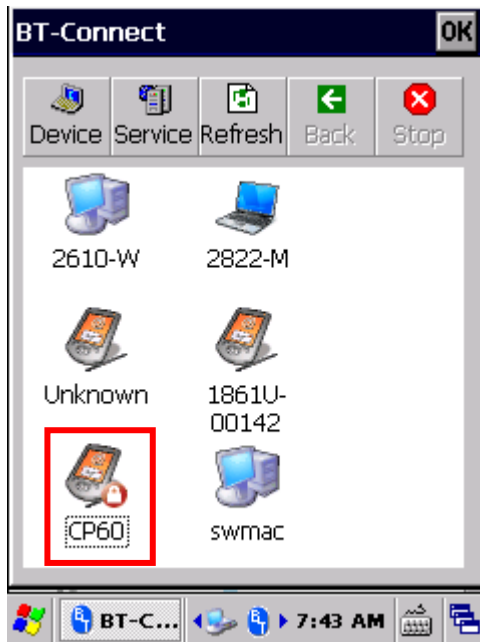 BT-Connect OK
Device Service Refresh Back Stop
2610-W 2822-M
Unknown 1861U-
00142
CP60 swmac
BT-C... 7:43 AM